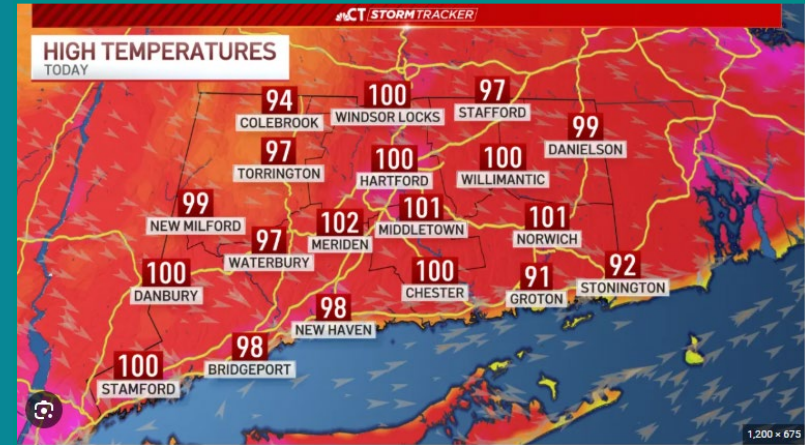 NBC CT STORMTRACKER
HIGH TEMPERATURES
TODAY
94
COLEBROOK
100
WINDSOR LOCKS
97
STAFFORD
99
DANIELSON
97
TORRINGTON
100
HARTFORD
100
WILLIMANTIC
99
NEW MILFORD
97
WATERBURY
102
MERIDEN
101
MIDDLETOWN
101
NORWICH
100
DANBURY
100
CHESTER
91
GROTON
92
STONINGTON
98
NEW HAVEN
98
BRIDGEPORT
100
STAMFORD
1,200 × 675